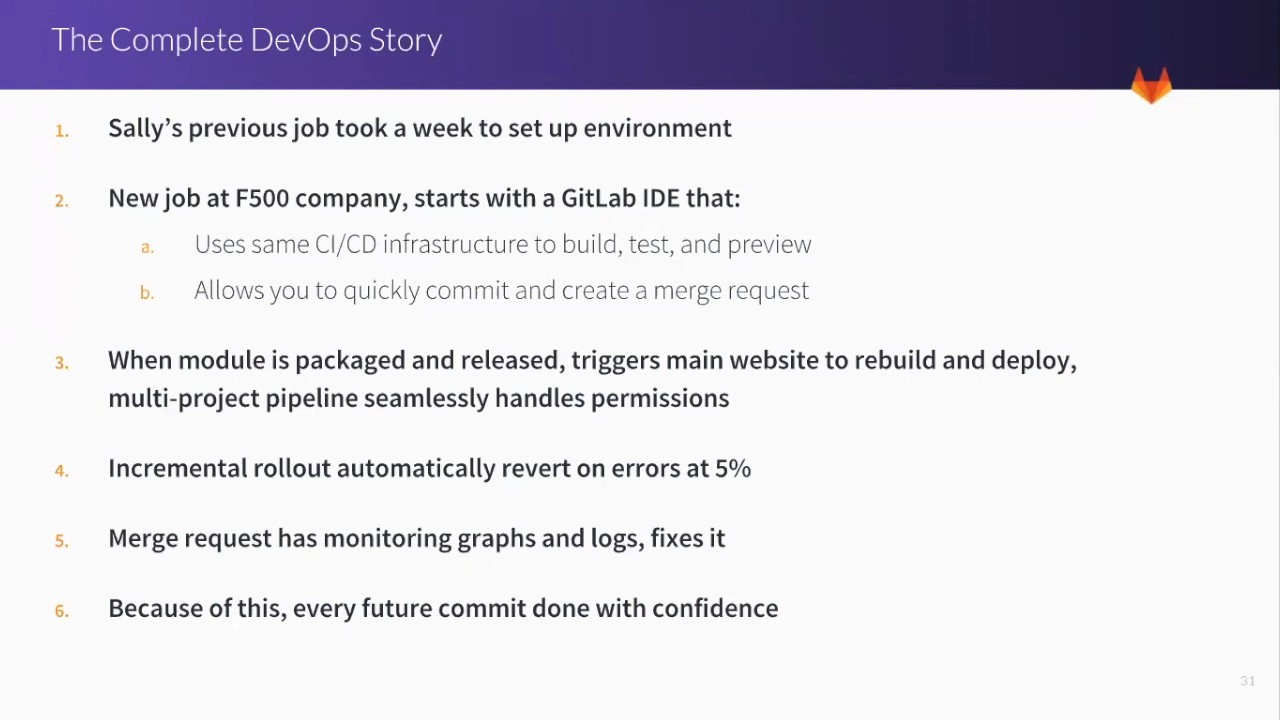 The Complete DevOps Story
1. Sally’s previous job took a week to set up environment
2. New job at F500 company, starts with a GitLab IDE that:
a. Uses same CI/CD infrastructure to build, test, and preview
b. Allows you to quickly commit and create a merge request
3. When module is packaged and released, triggers main website to rebuild and deploy,
multi-project pipeline seamlessly handles permissions
4. Incremental rollout automatically revert on errors at 5%
5. Merge request has monitoring graphs and logs, fixes it
6. Because of this, every future commit done with confidence
31